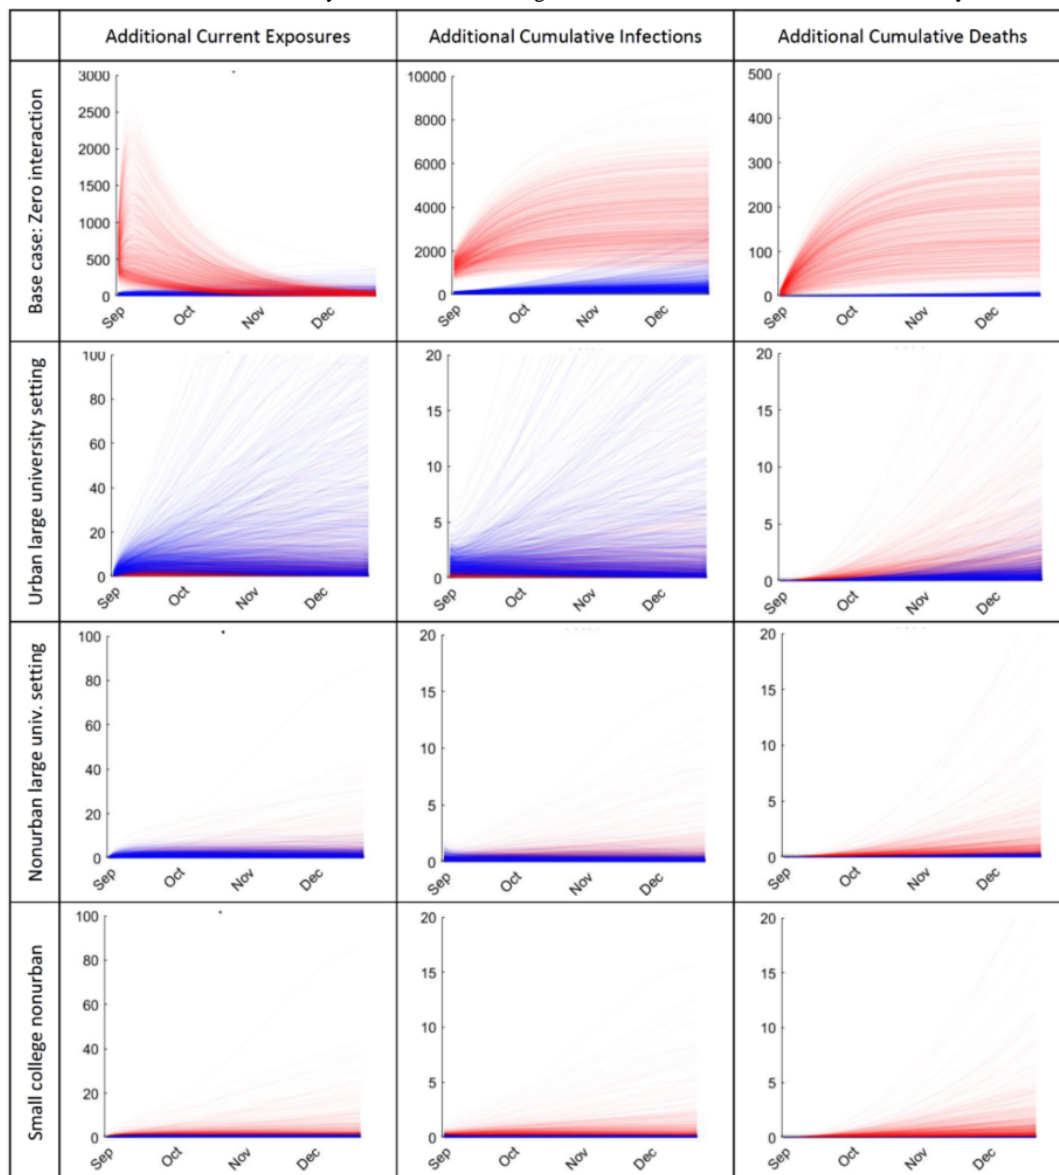 Additional Current Exposures
Additional Cumulative Infections
Additional Cumulative Deaths
Base case: Zero interaction
3000
2500
2000
1500
1000
500
0
Sep
Oct
Nov
Dec
10000
8000
6000
4000
2000
0
Sep
Oct
Nov
Dec
500
400
300
200
100
0
Sep
Oct
Nov
Dec
Urban large university setting
100
80
60
40
20
0
Sep
Oct
Nov
Dec
20
15
10
5
0
Sep
Oct
Nov
Dec
20
15
10
5
0
Sep
Oct
Nov
Dec
Nonurban large univ. setting
100
80
60
40
20
0
Sep
Oct
Nov
Dec
20
15
10
5
0
Sep
Oct
Nov
Dec
20
15
10
5
0
Sep
Oct
Nov
Dec
Small college nonurban
100
80
60
40
20
0
Sep
Oct
Nov
Dec
20
15
10
5
0
Sep
Oct
Nov
Dec
20
15
10
5
0
Sep
Oct
Nov
Dec